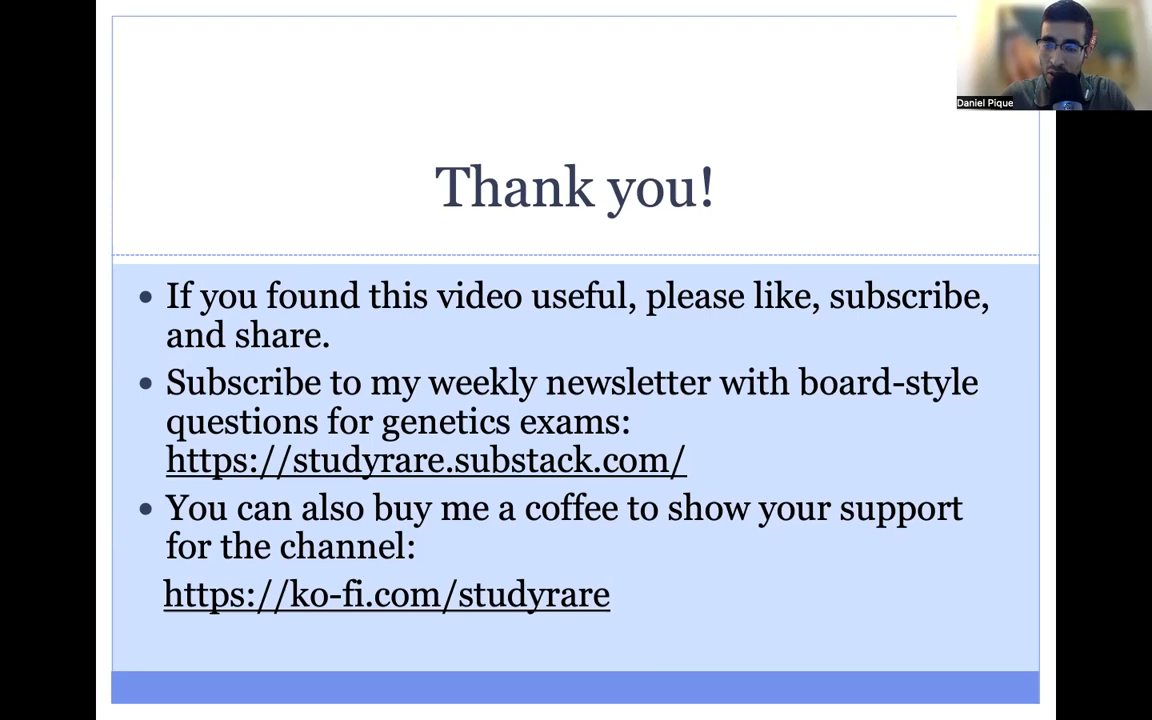 Daniel Pique
Thank you!
• If you found this video useful, please like, subscribe,
and share.
• Subscribe to my weekly newsletter with board-style
questions for genetics exams:
https://studyrare.substack.com/
• You can also buy me a coffee to show your support
for the channel:
https://ko-fi.com/studyrare